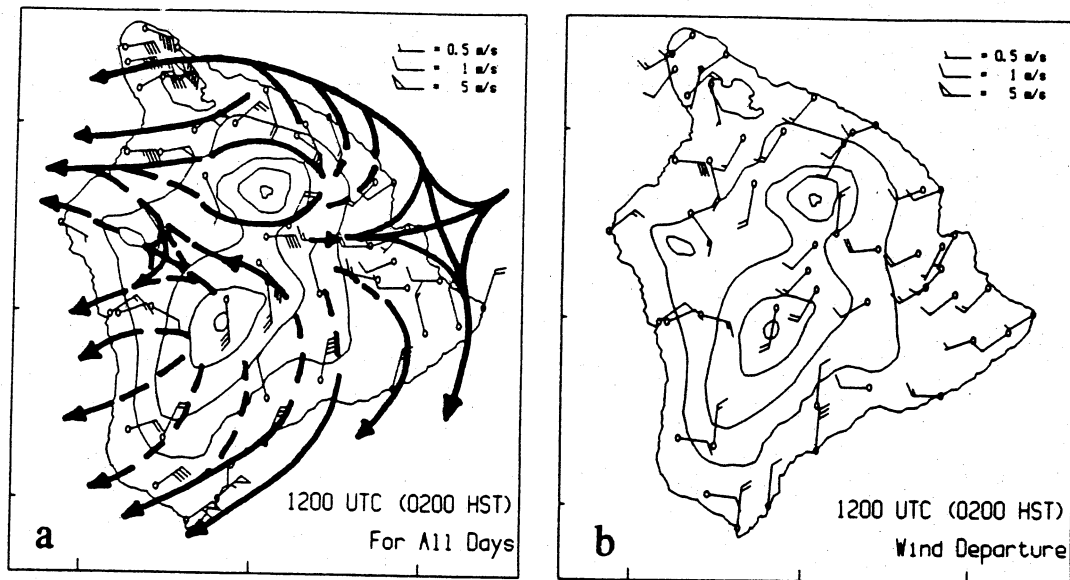 = 0.5 m/s
= 1 m/s
= 5 m/s
1200 UTC (0200 HST)
a
For All Days
= 0.5 m/s
= 1 m/s
= 5 m/s
1200 UTC (0200 HST)
b
Wind Departure